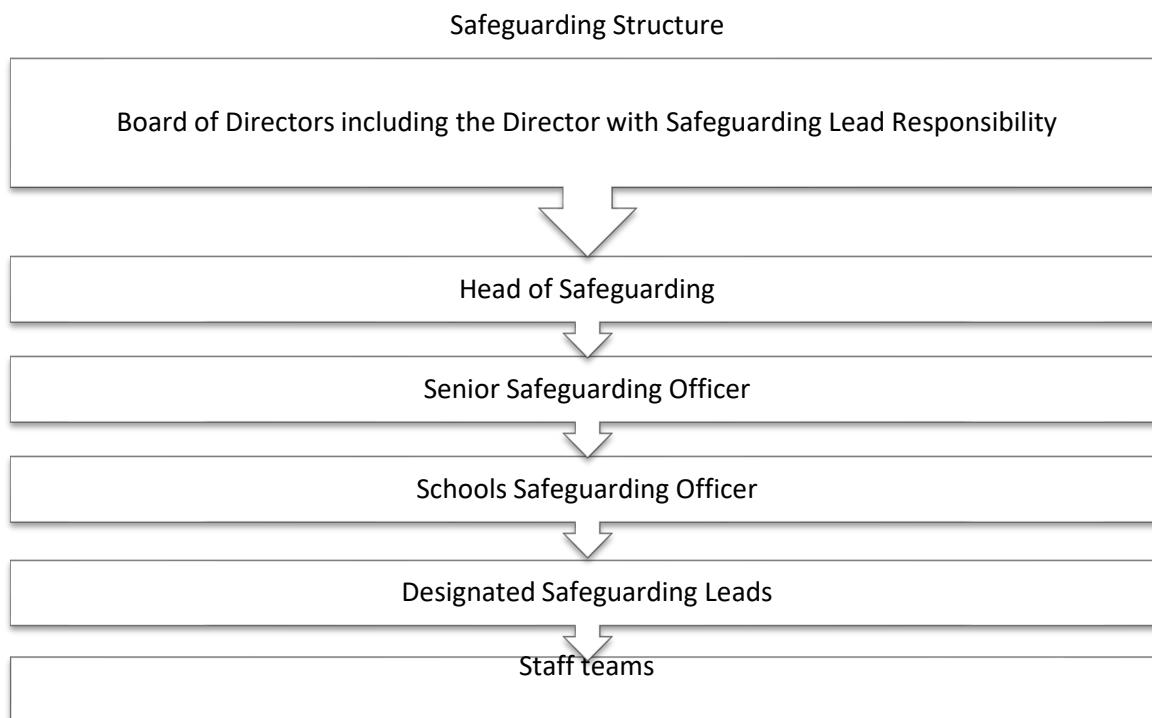 Safeguarding Structure
Board of Directors including the Director with Safeguarding Lead Responsibility
Head of Safeguarding
Senior Safeguarding Officer
Schools Safeguarding Officer
Designated Safeguarding Leads
Staff teams